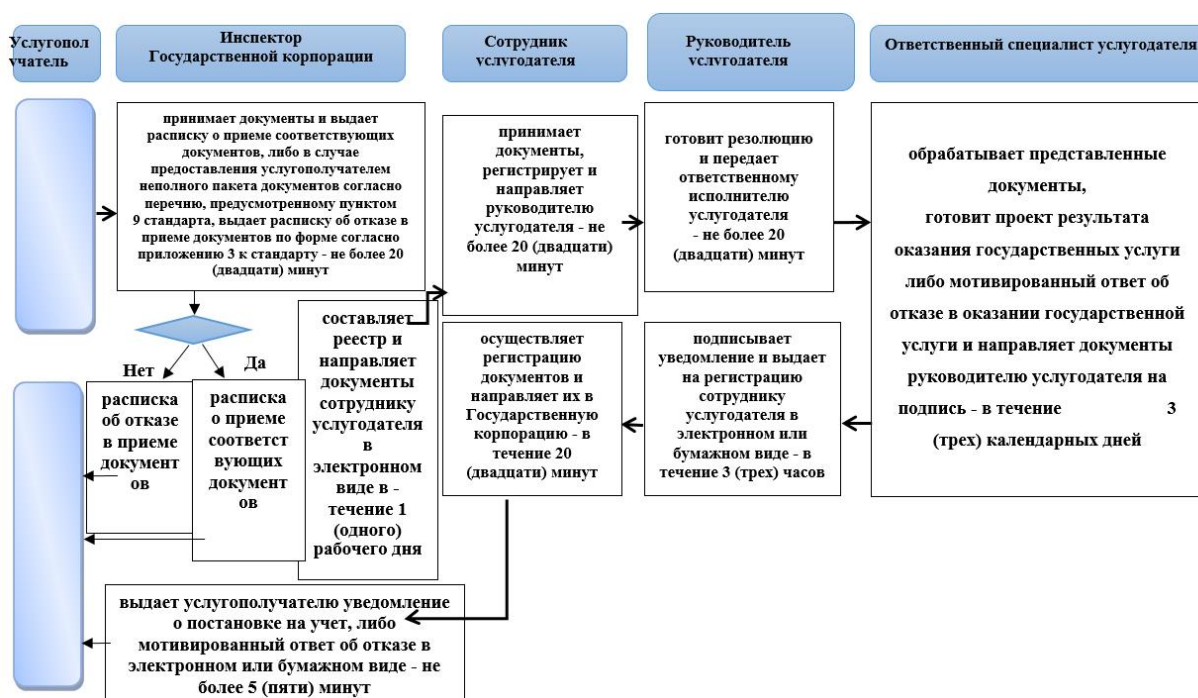 Услугопол
учатель
Инспектор
Государственной корпорации
Сотрудник
услугодателя
Руководитель
услугодателя
Ответственный специалист услугодателя
принимает документы и выдает
расписку о приеме соответствующих
документов, либо в случае
предоставления услугополучателем
неполного пакета документов согласно
перечню, предусмотренному пунктом
9 стандарта, выдает расписку об отказе в
приеме документов по форме согласно
приложению 3 к стандарту - не более 20
(двадцати) минут
принимает
документы,
регистрирует и
направляет
руководителю
услугодателя - не
более 20 (двадцати)
минут
готовит резолюцию
и передает
ответственному
исполнителю
услугодателя
- не более 20
(двадцати) минут
обрабатывает представленные
документы,
готовит проект результата
оказания государственных услуги
либо мотивированный ответ об
отказе в оказании государственной
услуги и направляет документы
руководителю услугодателя на
подпись - в течение 3
(трех) календарных дней
Нет
Да
расписка
об отказе
в приеме
документ
ов
расписка
о приеме
соответст
вующих
документ
ов
составляет
реестр и
направляет
документы
сотруднику
услугодателя
в
электронном
виде в -
течение 1
(одного)
рабочего дня
осуществляет
регистрацию
документов и
направляет их в
Государственную
корпорацию - в
течение 20
(двадцати) минут
подписывает
уведомление и выдает
на регистрацию
сотруднику
услугодателя в
электронном или
бумажном виде - в
течение 3 (трех) часов
выдает услугополучателю уведомление
о постановке на учет, либо
мотивированный ответ об отказе в
электронном или бумажном виде - не
более 5 (пяти) минут